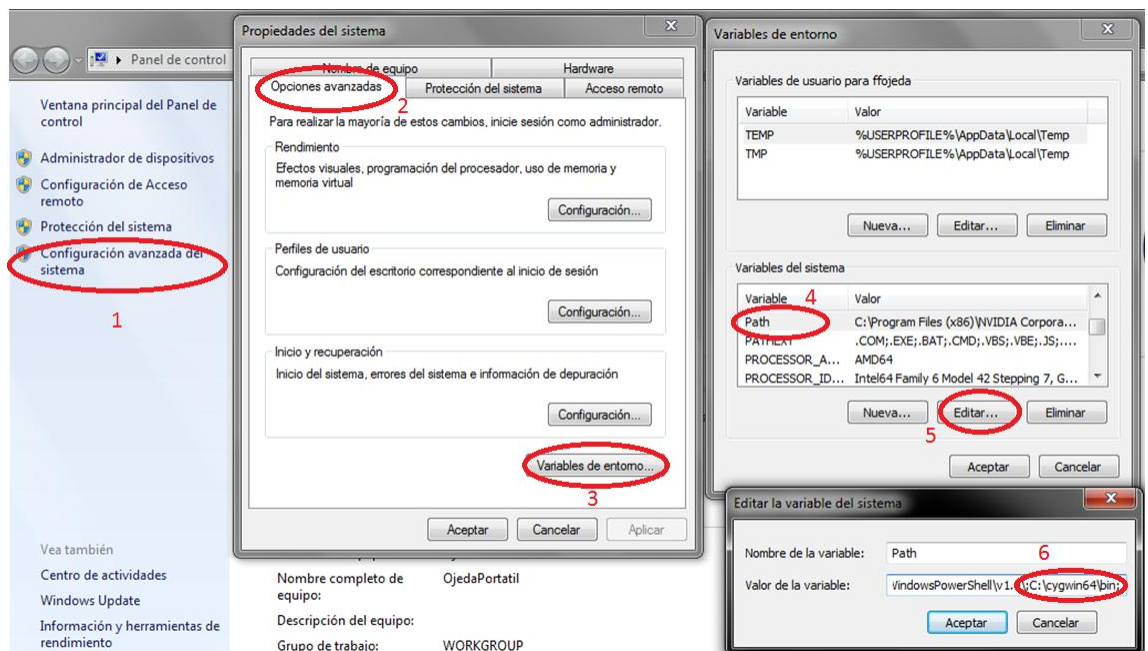 Panel de control
Ventana principal del Panel de
control
Administrador de dispositivos
Configuración de Acceso
remoto
Protección del sistema
Configuración avanzada del
sistema
1
Vea también
Centro de actividades
Windows Update
Información y herramientas de
rendimiento
Propiedades del sistema
Nombre de equipo
Hardware
Opciones avanzadas
2
Protección del sistema
Acceso remoto
Para realizar la mayoría de estos cambios, inicie sesión como administrador.
Rendimiento
Efectos visuales, programación del procesador, uso de memoria y
memoria virtual
Configuración...
Perfiles de usuario
Configuración del escritorio correspondiente al inicio de sesión
Configuración...
Inicio y recuperación
Inicio del sistema, errores del sistema e información de depuración
Configuración...
Variables de entorno...
3
Aceptar
Cancelar
Aplicar
Nombre completo de OjedaPortatil
equipo:
Descripción del equipo:
Grupo de trabajo: WORKGROUP
Variables de entorno
Variables de usuario para ffojeda
Variable Valor
TEMP %USERPROFILE%\AppData\Local\Temp
TMP %USERPROFILE%\AppData\Local\Temp
Nueva... Editar... Eliminar
Variables del sistema
Variable 4 Valor
Path C:\Program Files (x86)\NVIDIA Corpora...
PATHEXT .COM;.EXE;.BAT;.CMD;.VBS;.VBE;.JS;....
PROCESSOR_A... AMD64
PROCESSOR_ID... Intel64 Family 6 Model 42 Stepping 7, G...
Nueva... Editar... Eliminar
5
Aceptar Cancelar
Editar la variable del sistema
Nombre de la variable: Path 6
Valor de la variable: WindowsPowerShell\v1. \;C:\cygwin64\bin;
Aceptar Cancelar